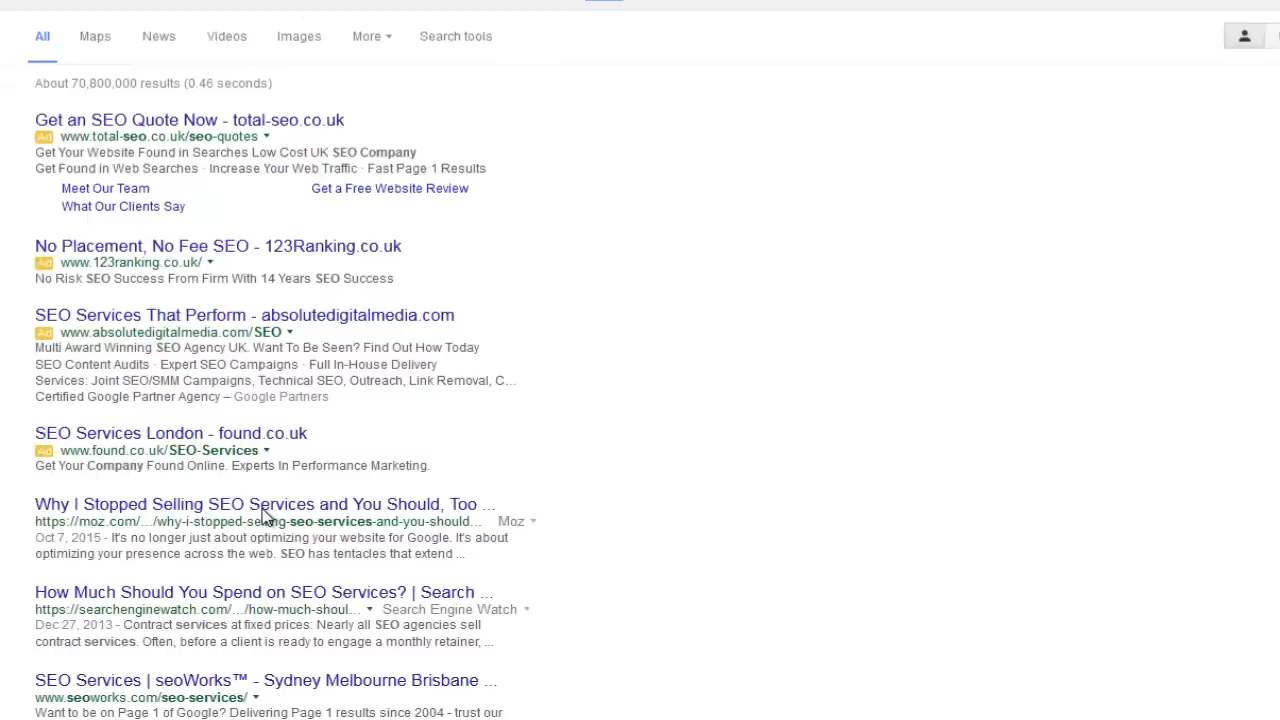 All Maps News Videos Images More Search tools
About 70,800,000 results (0.46 seconds)
Get an SEO Quote Now - total-seo.co.uk
Ad www.total-seo.co.uk/seo-quotes
Get Your Website Found in Searches Low Cost UK SEO Company
Get Found in Web Searches · Increase Your Web Traffic · Fast Page 1 Results
Meet Our Team Get a Free Website Review
What Our Clients Say
No Placement, No Fee SEO - 123Ranking.co.uk
Ad www.123ranking.co.uk/
No Risk SEO Success From Firm With 14 Years SEO Success
SEO Services That Perform - absolutedigitalmedia.com
Ad www.absolutedigitalmedia.com/SEO
Multi Award Winning SEO Agency UK. Want To Be Seen? Find Out How Today
SEO Content Audits · Expert SEO Campaigns · Full In-House Delivery
Services: Joint SEO/SMM Campaigns, Technical SEO, Outreach, Link Removal, C...
Certified Google Partner Agency – Google Partners
SEO Services London - found.co.uk
Ad www.found.co.uk/SEO-Services
Get Your Company Found Online. Experts In Performance Marketing.
Why I Stopped Selling SEO Services and You Should, Too ...
https://moz.com/.../why-i-stopped-selling-seo-services-and-you-should... Moz
Oct 7, 2015 - It's no longer just about optimizing your website for Google. It's about
optimizing your presence across the web. SEO has tentacles that extend ...
How Much Should You Spend on SEO Services? | Search ...
https://searchenginewatch.com/.../how-much-shoul... Search Engine Watch
Dec 27, 2013 - Contract services at fixed prices: Nearly all SEO agencies sell
contract services. Often, before a client is ready to engage a monthly retainer, ...
SEO Services | seoWorks™ - Sydney Melbourne Brisbane ...
www.seoworks.com/seo-services/
Want to be on Page 1 of Google? Delivering Page 1 results since 2004 - trust our